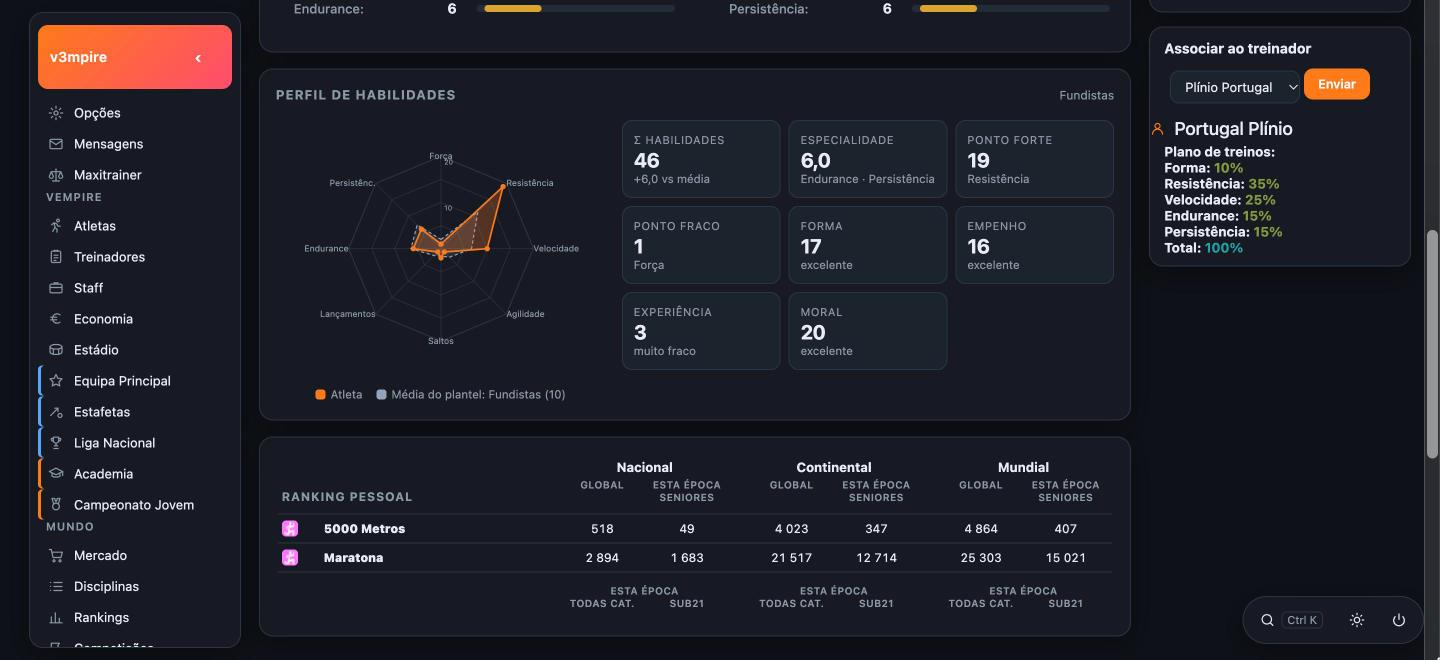 Endurance: 6 Persistência: 6
v3mpire ‹
Opções
Mensagens
Maxitrainer
VEMPIRE
Atletas
Treinadores
Staff
Economia
Estádio
Equipa Principal
Estafetas
Liga Nacional
Academia
Campeonato Jovem
MUNDO
Mercado
Disciplinas
Rankings
Competições
PERFIL DE HABILIDADES Fundistas
Força
20
10
Resistência
Velocidade
Agilidade
Saltos
Lançamentos
Endurance
Persistênc.
Atleta Média do plantel: Fundistas (10)
Σ HABILIDADES
46
+6,0 vs média
ESPECIALIDADE
6,0
Endurance · Persistência
PONTO FORTE
19
Resistência
PONTO FRACO
1
Força
FORMA
17
excelente
EMPENHO
16
excelente
EXPERIÊNCIA
3
muito fraco
MORAL
20
excelente
Nacional Continental Mundial
RANKING PESSOAL GLOBAL ESTA ÉPOCA SENIORES GLOBAL ESTA ÉPOCA SENIORES GLOBAL ESTA ÉPOCA SENIORES
5000 Metros 518 49 4 023 347 4 864 407
Maratona 2 894 1 683 21 517 12 714 25 303 15 021
ESTA ÉPOCA ESTA ÉPOCA ESTA ÉPOCA
TODAS CAT. SUB21 TODAS CAT. SUB21 TODAS CAT. SUB21
Associar ao treinador
Plínio Portugal Enviar
Portugal Plínio
Plano de treinos:
Forma: 10%
Resistência: 35%
Velocidade: 25%
Endurance: 15%
Persistência: 15%
Total: 100%
Ctrl K